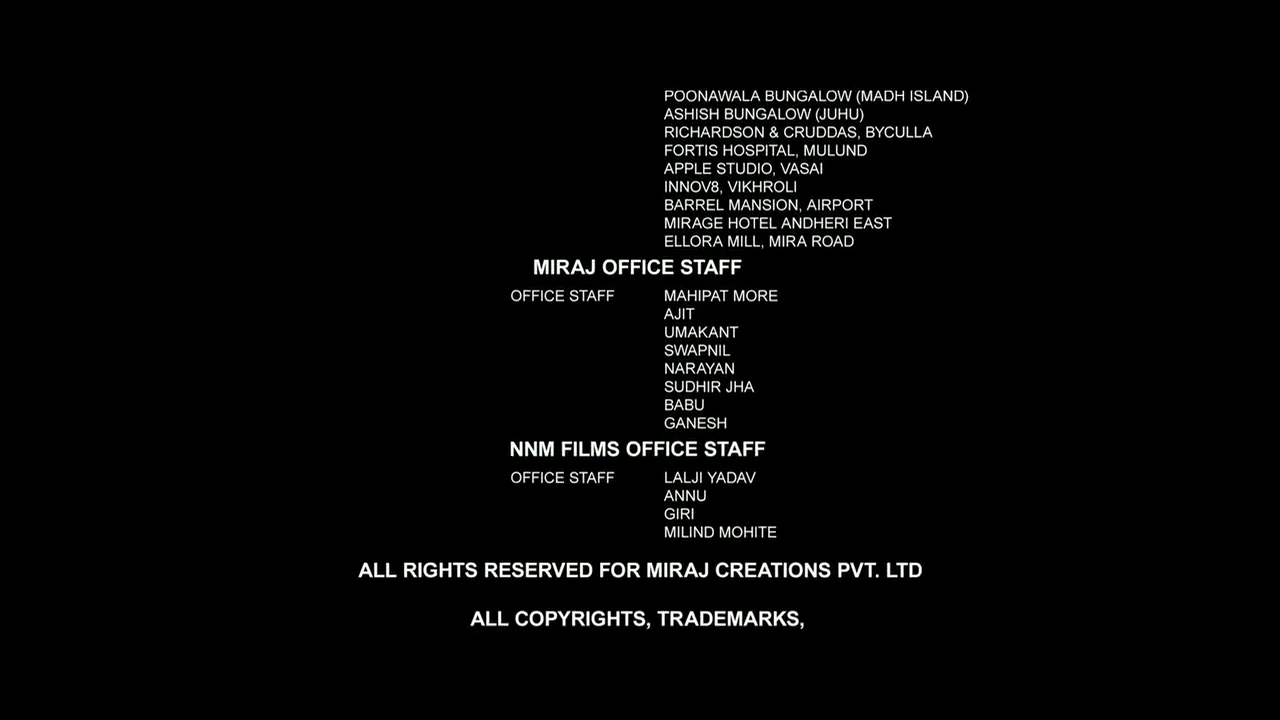 POONAWALA BUNGALOW (MADH ISLAND)
ASHISH BUNGALOW (JUHU)
RICHARDSON & CRUDDAS, BYCULLA
FORTIS HOSPITAL, MULUND
APPLE STUDIO, VASAI
INNOV8, VIKHROLI
BARREL MANSION, AIRPORT
MIRAGE HOTEL ANDHERI EAST
ELLORA MILL, MIRA ROAD
MIRAJ OFFICE STAFF
OFFICE STAFF MAHIPAT MORE
AJIT
UMAKANT
SWAPNIL
NARAYAN
SUDHIR JHA
BABU
GANESH
NNM FILMS OFFICE STAFF
OFFICE STAFF LALJI YADAV
ANNU
GIRI
MILIND MOHITE
ALL RIGHTS RESERVED FOR MIRAJ CREATIONS PVT. LTD
ALL COPYRIGHTS, TRADEMARKS,